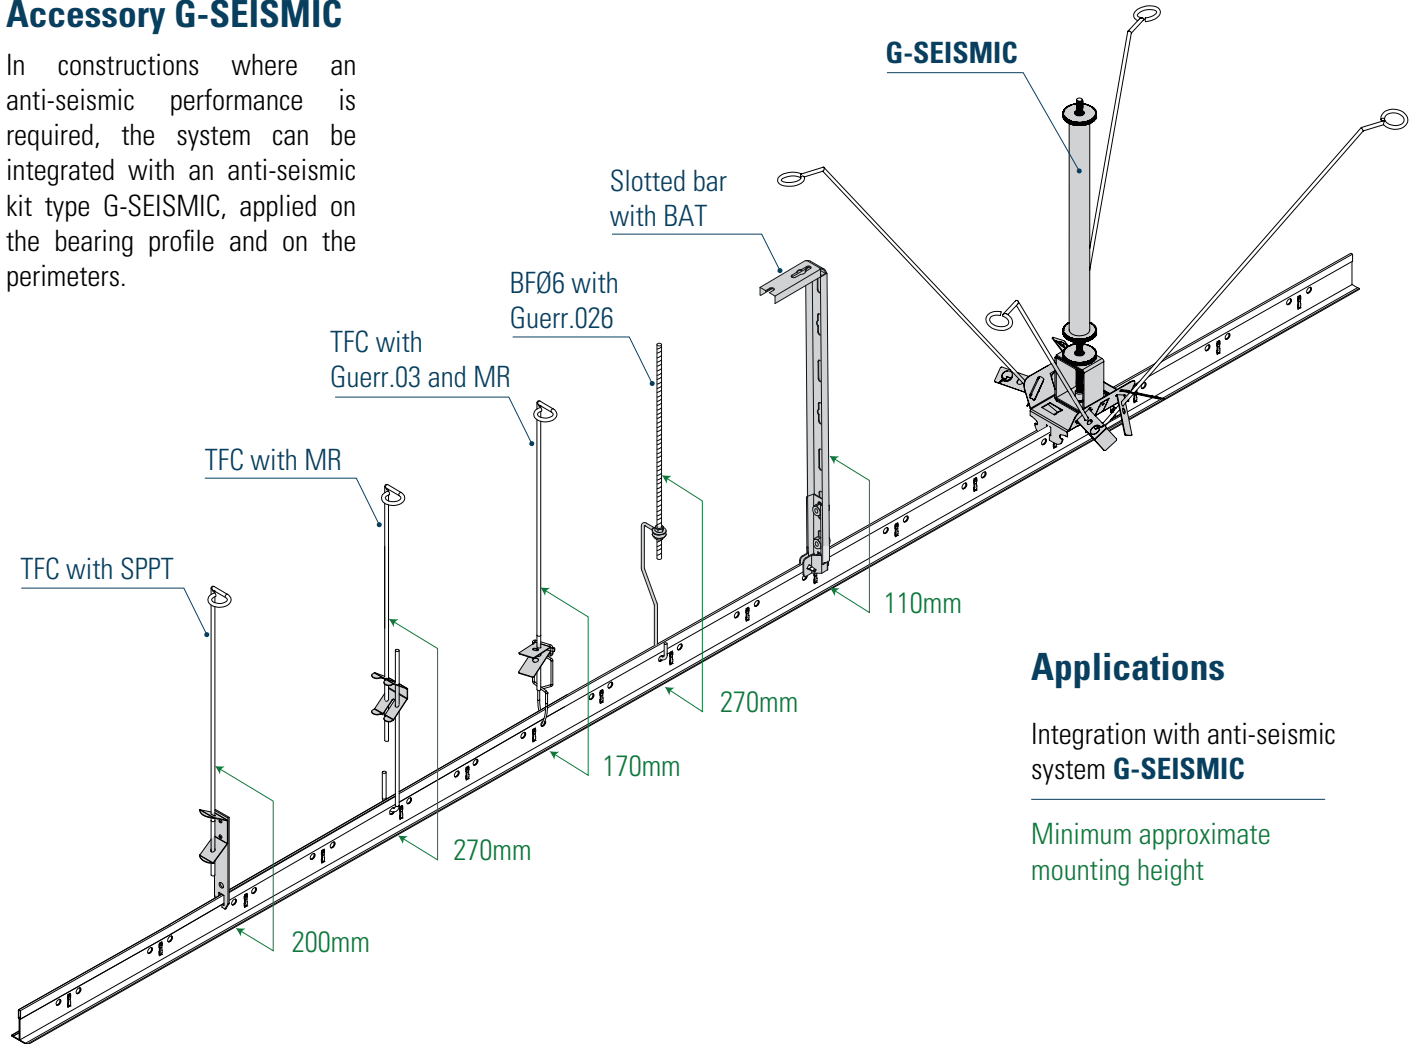 Accessory G-SEISMIC
In constructions where an
anti-seismic performance is
required, the system can be
integrated with an anti-seismic
kit type G-SEISMIC, applied on
the bearing profile and on the
perimeters.
G-SEISMIC
Slotted bar
with BAT
BFØ6 with
Guerr.026
TFC with
Guerr.03 and MR
TFC with MR
TFC with SPPT
110mm
270mm
170mm
270mm
200mm
Applications
Integration with anti-seismic
system G-SEISMIC
Minimum approximate
mounting height